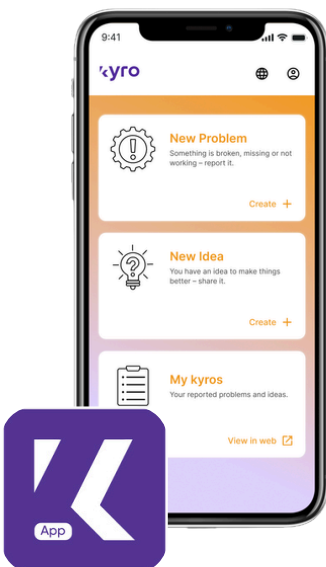 9:41
kyro
New Problem
Something is broken, missing or not
working – report it.
Create +
New Idea
You have an idea to make things
better – share it.
Create +
My kyros
Your reported problems and ideas.
View in web
K
App